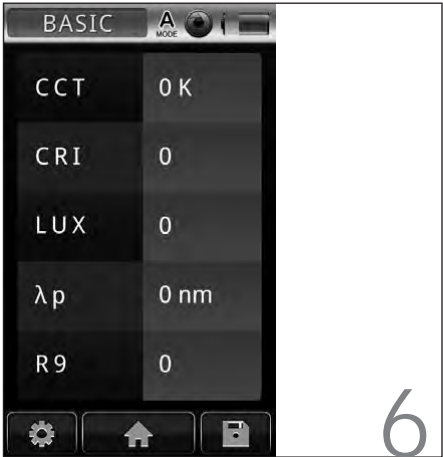 BASIC A
MODE
CCT 0 K
CRI 0
LUX 0
λp 0 nm
R9 0
6